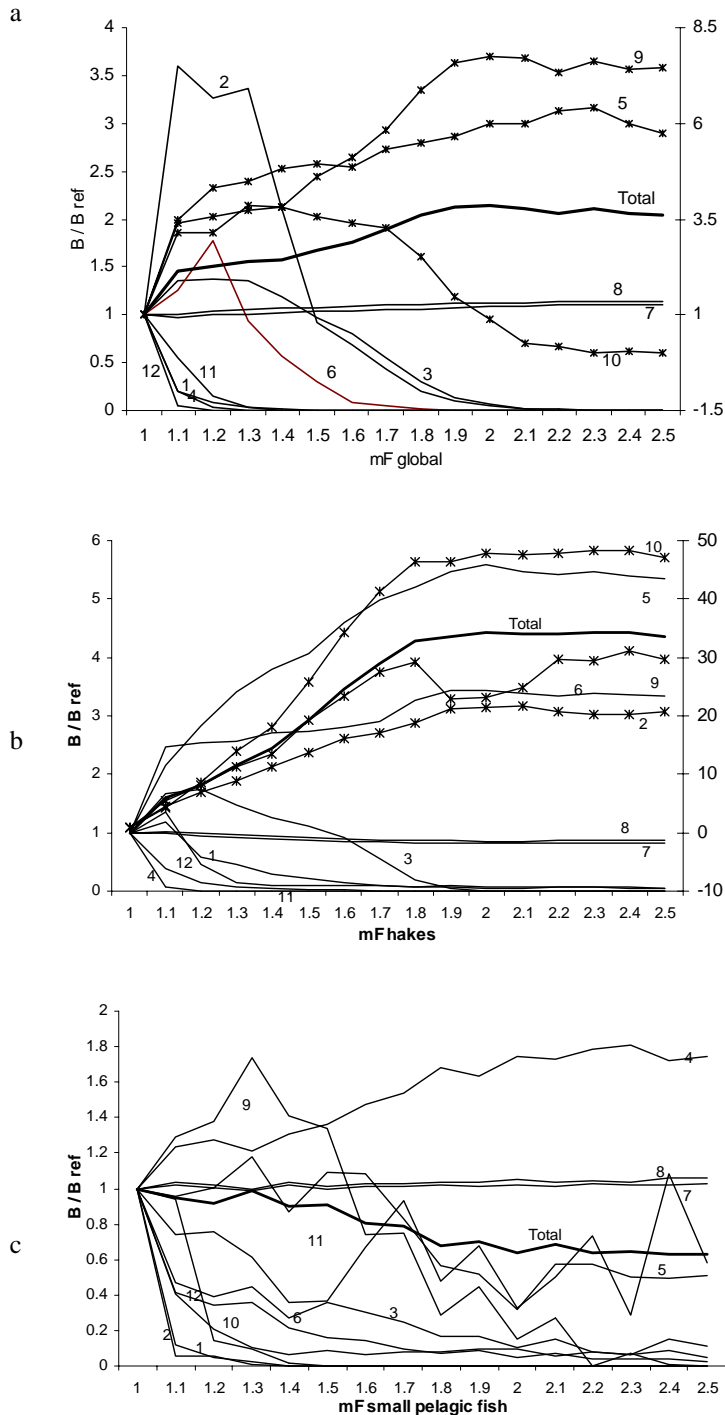 a
4 8.5
9
3.5
2
3 5 6
2.5
Total
2 3.5
1.5
8
1 1
7
11
12 3
0.5 1 6 10
4
0 -1.5
1 1.1 1.2 1.3 1.4 1.5 1.6 1.7 1.8 1.9 2 2.1 2.2 2.3 2.4 2.5
mF global
B / B ref
6 50
10
5 40
5
Total
4 30
9
6
3 20
2
b
2 10
8
1 0
1 7
12 3
4
0 11 -10
1 1.1 1.2 1.3 1.4 1.5 1.6 1.7 1.8 1.9 2 2.1 2.2 2.3 2.4 2.5
mF hakes
B / B ref
2
1.8
4
1.6
9
1.4
1.2
8
1
7
0.8
11 Total
c
0.6 5
0.4 12 3
6
10
0.2 2 1
0
1 1.1 1.2 1.3 1.4 1.5 1.6 1.7 1.8 1.9 2 2.1 2.2 2.3 2.4 2.5
mF small pelagic fish
B / B ref